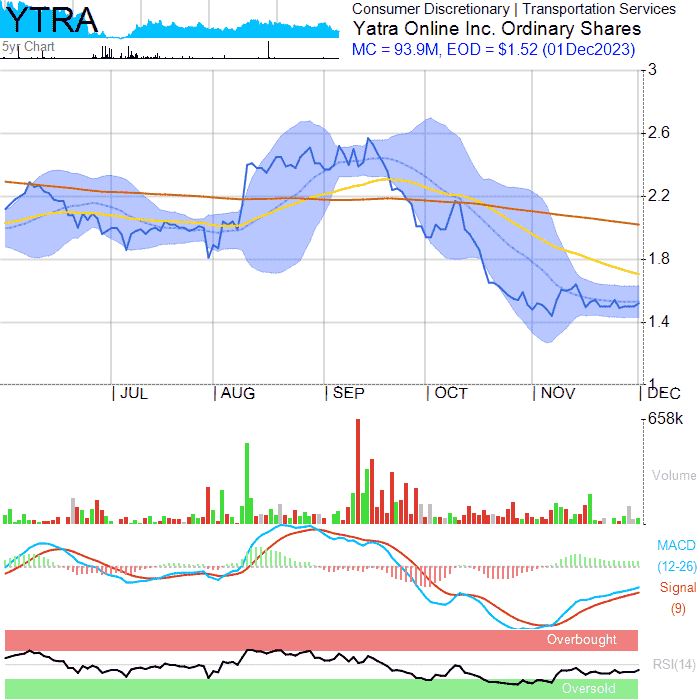 YTRA
5yr Chart
Consumer Discretionary | Transportation Services
Yatra Online Inc. Ordinary Shares
MC = 93.9M, EOD = $1.52 (01Dec2023)
3
2.6
2.2
1.8
1.4
1
| JUL | AUG | SEP | OCT | NOV | DEC
658k
Volume
MACD
(12-26)
Signal
(9)
Overbought
RSI(14)
Oversold